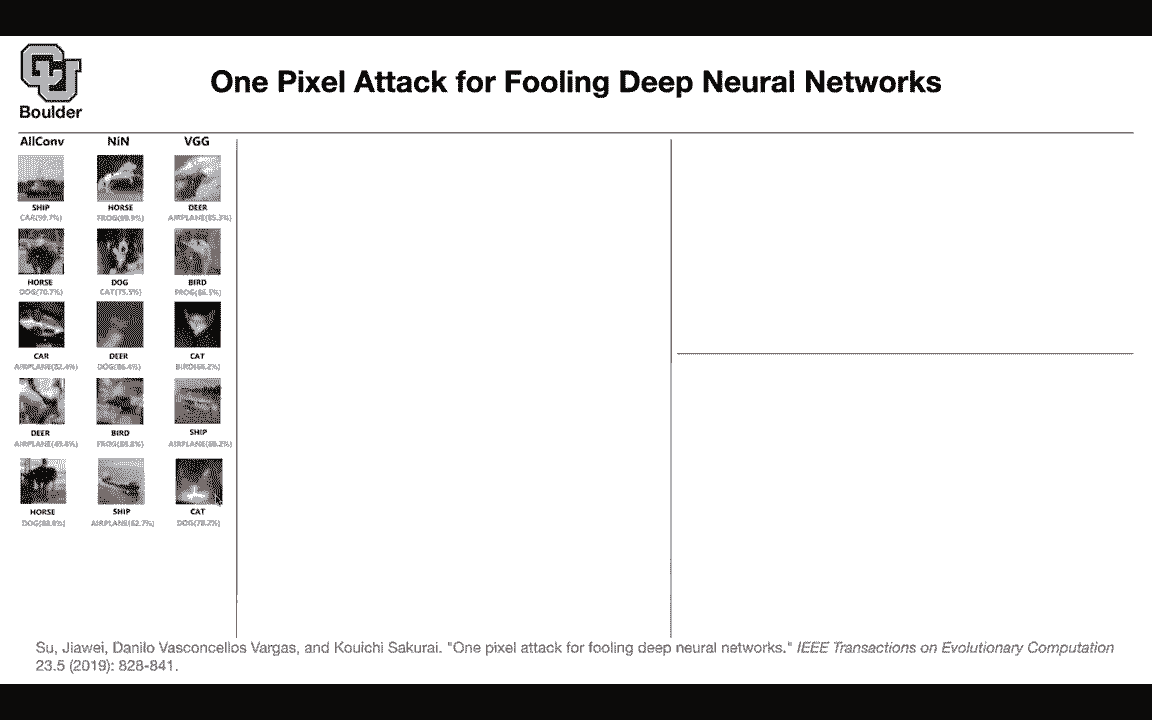 CU
Boulder
One Pixel Attack for Fooling Deep Neural Networks
AllConv NiN VGG
SHIP HORSE DEER
CAR(99.7%) FROG(99.9%) AIRPLANE(85.3%)
HORSE DOG BIRD
DOG(70.7%) CAT(75.5%) FROG(86.5%)
CAR DEER CAT
AIRPLANE(82.4%) DOG(86.4%) BIRD(66.2%)
DEER BIRD SHIP
AIRPLANE(49.8%) FROG(88.8%) AIRPLANE(88.2%)
HORSE SHIP CAT
DOG(88.0%) AIRPLANE(62.7%) DOG(78.2%)
Su, Jiawei, Danilo Vasconcellos Vargas, and Kouichi Sakurai. "One pixel attack for fooling deep neural networks." IEEE Transactions on Evolutionary Computation
23.5 (2019): 828-841.